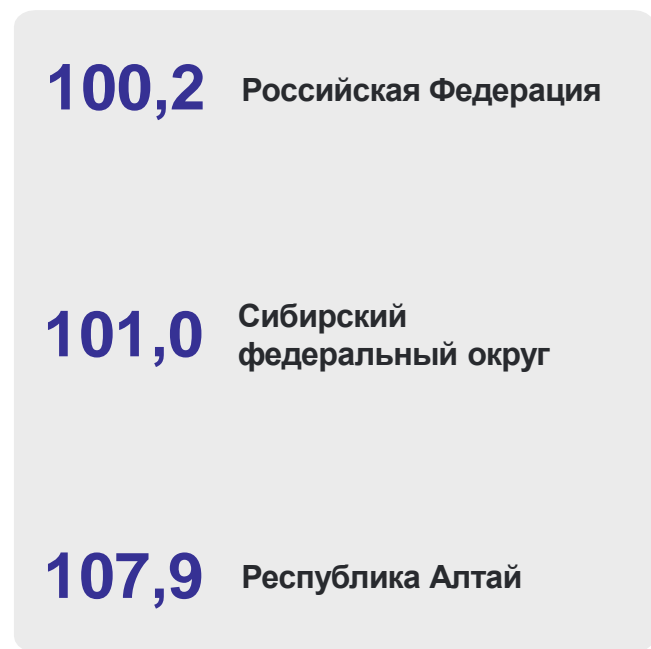 100,2 Российская Федерация
101,0 Сибирский
федеральный округ
107,9 Республика Алтай